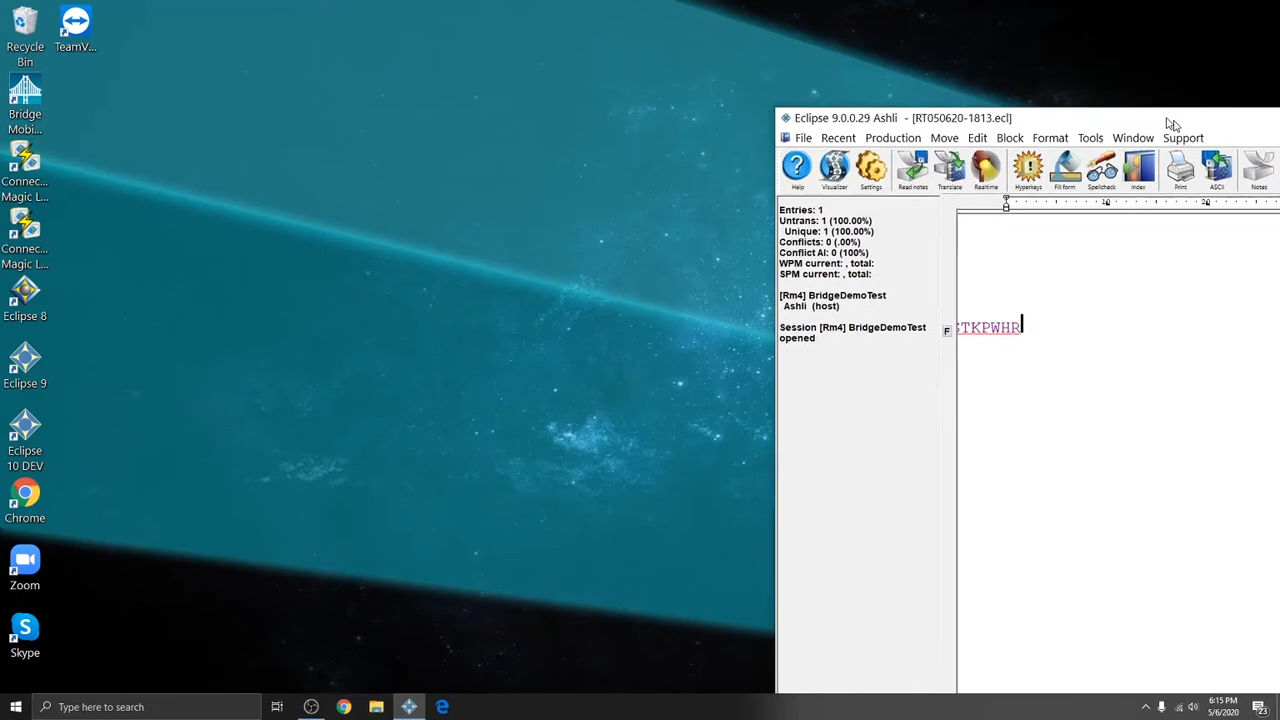 Recycle
Bin
TeamV...
Bridge
Mobi...
Connec...
Magic L...
Connec...
Magic L...
Eclipse 8
Eclipse 9
Eclipse
10 DEV
Chrome
Zoom
Skype
Eclipse 9.0.0.29 Ashli - [RT050620-1813.ecl]
File Recent Production Move Edit Block Format Tools Window Support
Help Visualizer Settings Read notes Translate Realtime Hyperkeys Fill form Spellcheck Index Print ASCII Notes
10 20
Entries: 1
Untrans: 1 (100.00%)
Unique: 1 (100.00%)
Conflicts: 0 (.00%)
Conflict AI: 0 (100%)
WPM current: , total:
SPM current: , total:
[Rm4] BridgeDemoTest
Ashli (host)
Session [Rm4] BridgeDemoTest
opened
F
STKPWHR
Type here to search
6:15 PM
5/6/2020
23